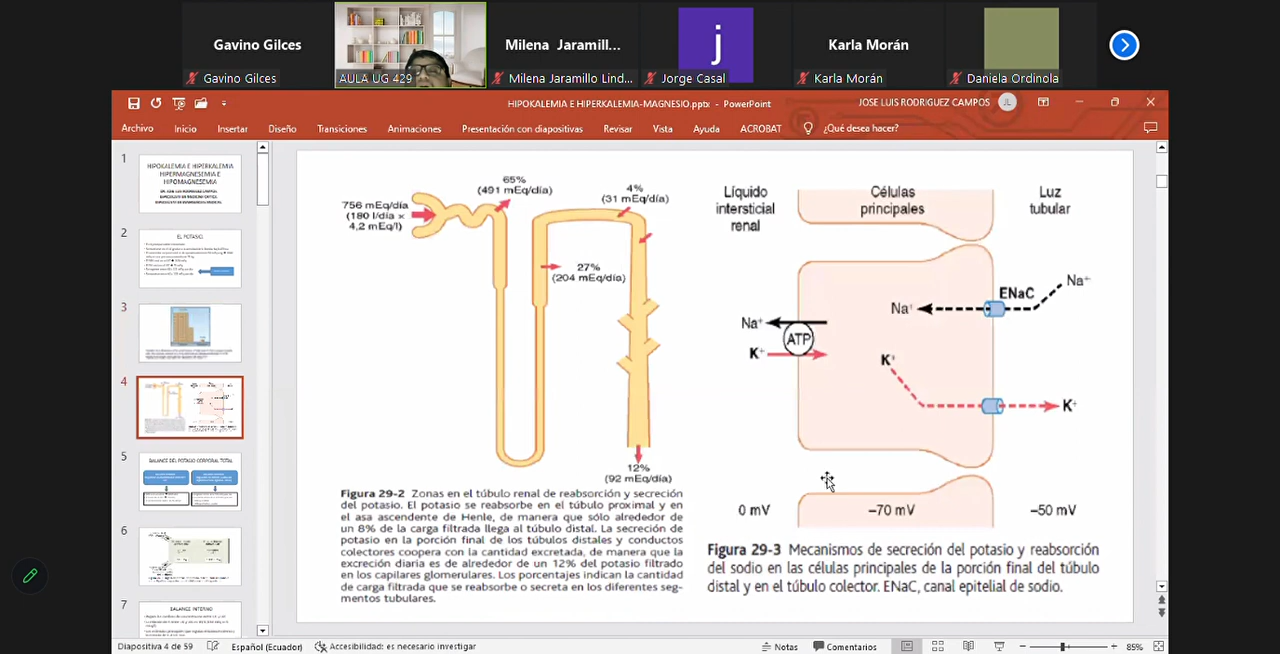 Gavino Gilces
Milena Jaramill...
j
Karla Morán
Gavino Gilces
AULA UG 429
Milena Jaramillo Lind...
Jorge Casal
Karla Morán
Daniela Ordinola
HIPOKALEMIA E HIPERKALEMIA-MAGNESIO.pptx - PowerPoint
JOSE LUIS RODRIGUEZ CAMPOS
JL
Archivo Inicio Insertar Diseño Transiciones Animaciones Presentación con diapositivas Revisar Vista Ayuda ACROBAT ¿Qué desea hacer?
1
HIPOKALEMIA E HIPERKALEMIA
HIPERMAGNESEMIA E
HIPOMAGNESEMIA
2
EL POTASIO
3
4
5
BALANCE DEL POTASIO CORPORAL TOTAL
6
7
BALANCE INTERNO
756 mEq/día
(180 l/día ×
4,2 mEq/l)
65%
(491 mEq/día)
4%
(31 mEq/día)
27%
(204 mEq/día)
12%
(92 mEq/día)
Figura 29-2 Zonas en el túbulo renal de reabsorción y secreción
del potasio. El potasio se reabsorbe en el túbulo proximal y en
el asa ascendente de Henle, de manera que sólo alrededor de
un 8% de la carga filtrada llega al túbulo distal. La secreción de
potasio en la porción final de los túbulos distales y conductos
colectores coopera con la cantidad excretada, de manera que la
excreción diaria es de alrededor de un 12% del potasio filtrado
en los capilares glomerulares. Los porcentajes indican la cantidad
de carga filtrada que se reabsorbe o secreta en los diferentes seg-
mentos tubulares.
Líquido
intersticial
renal
Células
principales
Luz
tubular
Na⁺
ENaC
Na⁺
Na⁺
ATP
K⁺
K⁺
K⁺
0 mV
–70 mV
–50 mV
Figura 29-3 Mecanismos de secreción del potasio y reabsorción
del sodio en las células principales de la porción final del túbulo
distal y en el túbulo colector. ENaC, canal epitelial de sodio.
Diapositiva 4 de 59 Español (Ecuador) Accesibilidad: es necesario investigar Notas Comentarios 85%